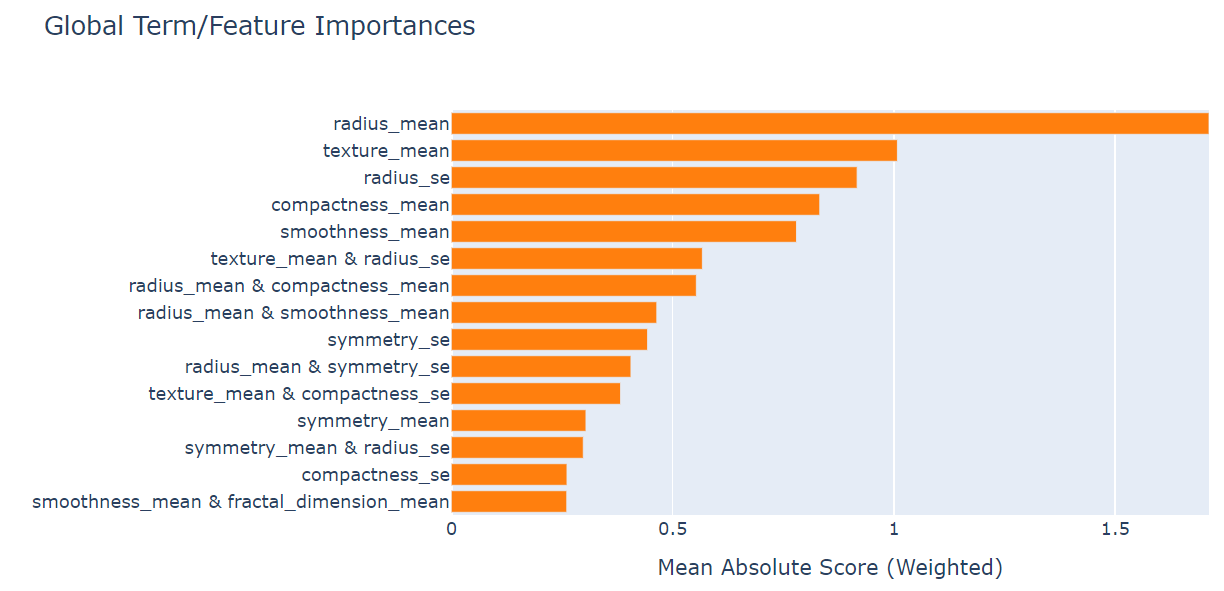 Global Term/Feature Importances
radius_mean
texture_mean
radius_se
compactness_mean
smoothness_mean
texture_mean & radius_se
radius_mean & compactness_mean
radius_mean & smoothness_mean
symmetry_se
radius_mean & symmetry_se
texture_mean & compactness_se
symmetry_mean
symmetry_mean & radius_se
compactness_se
smoothness_mean & fractal_dimension_mean
0 0.5 1 1.5
Mean Absolute Score (Weighted)